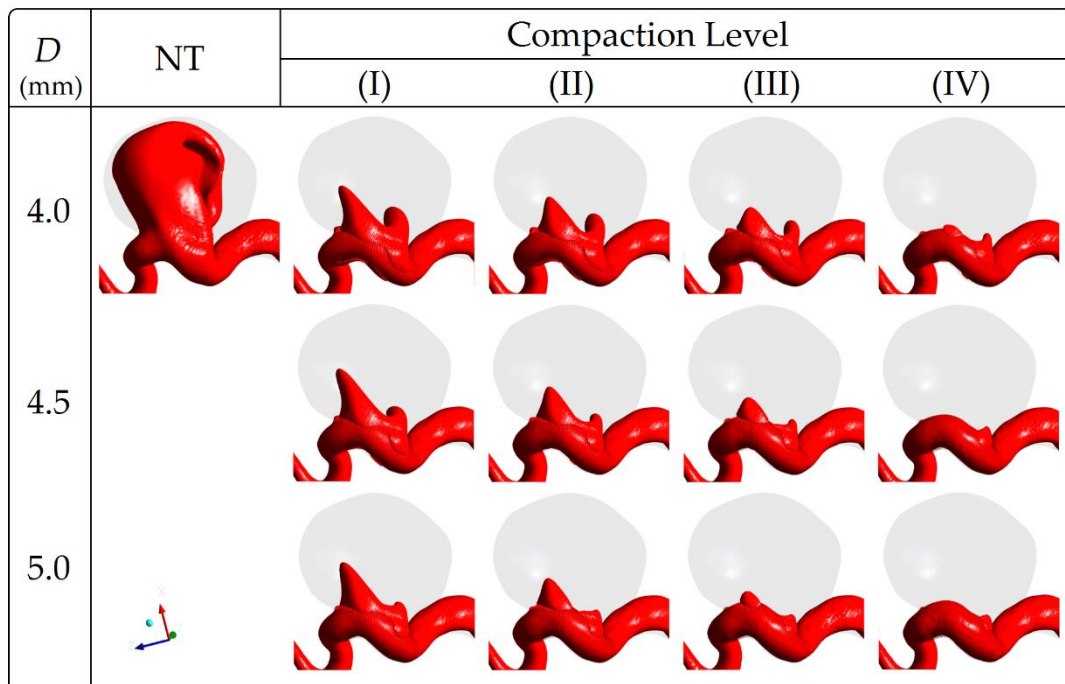 D
(mm)
NT
Compaction Level
(I) (II) (III) (IV)
4.0
4.5
5.0